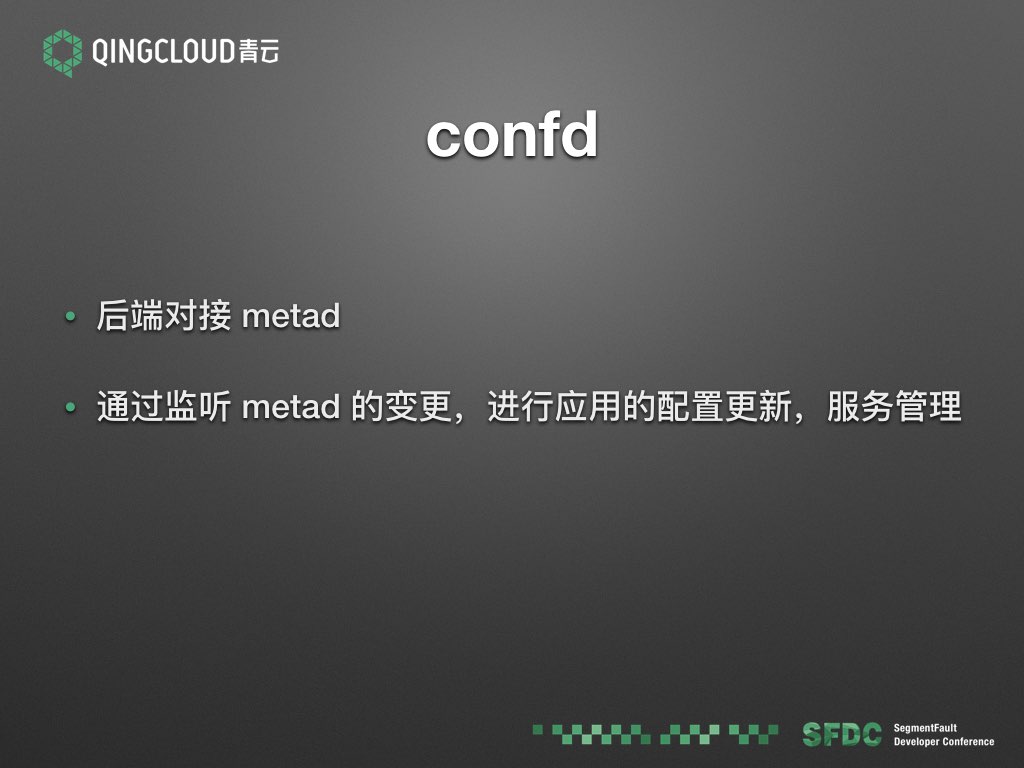 QINGCLOUD青云
confd
• 后端对接 metad
• 通过监听 metad 的变更，进行应用的配置更新，服务管理
SFDC
SegmentFault
Developer Conference